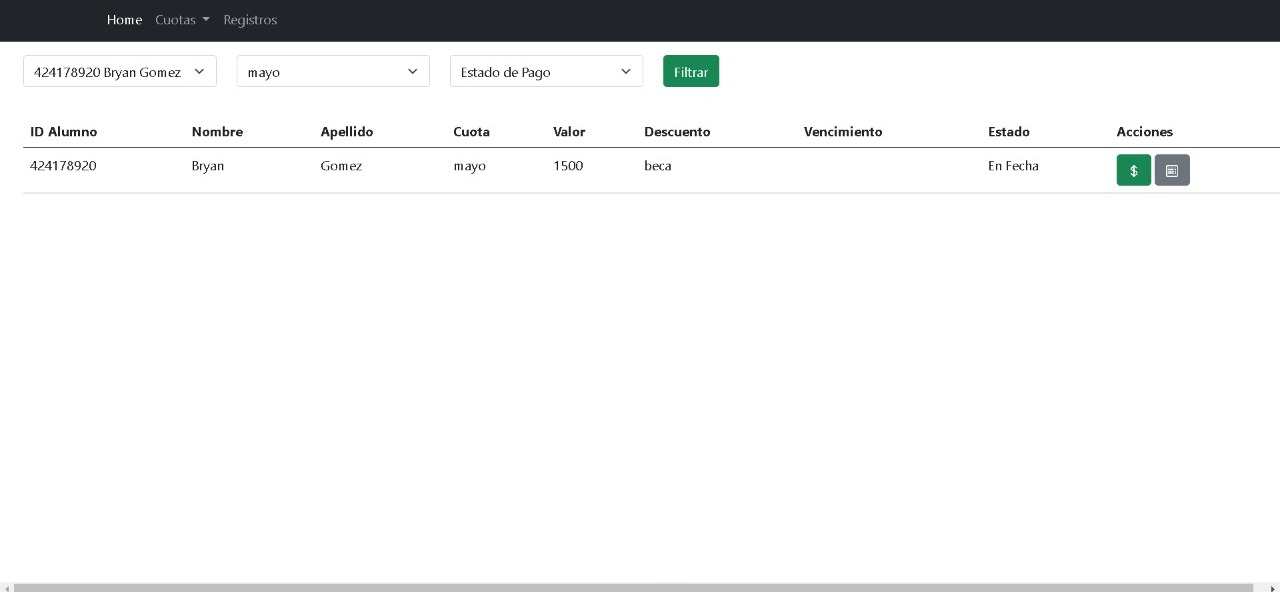 Home Cuotas Registros
424178920 Bryan Gomez mayo Estado de Pago Filtrar
ID Alumno Nombre Apellido Cuota Valor Descuento Vencimiento Estado Acciones
424178920 Bryan Gomez mayo 1500 beca En Fecha $